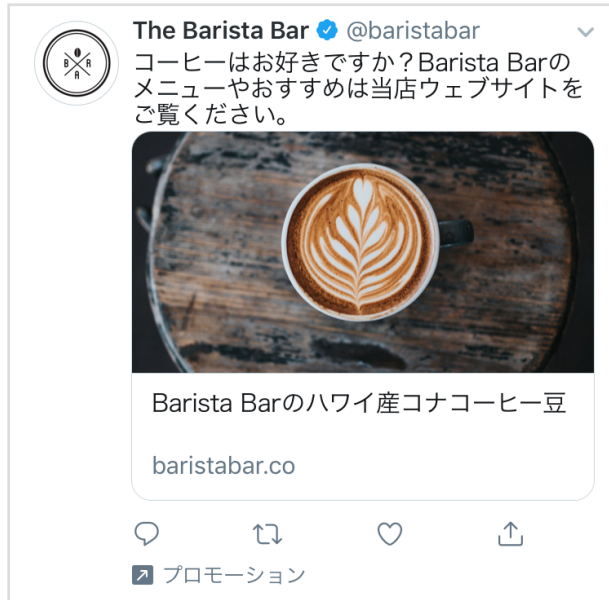 The Barista Bar @baristabar
コーヒーはお好きですか？Barista Barの
メニューやおすすめは当店ウェブサイトを
ご覧ください。
B R
A
Barista Barのハワイ産コナコーヒー豆
baristabar.co
プロモーション